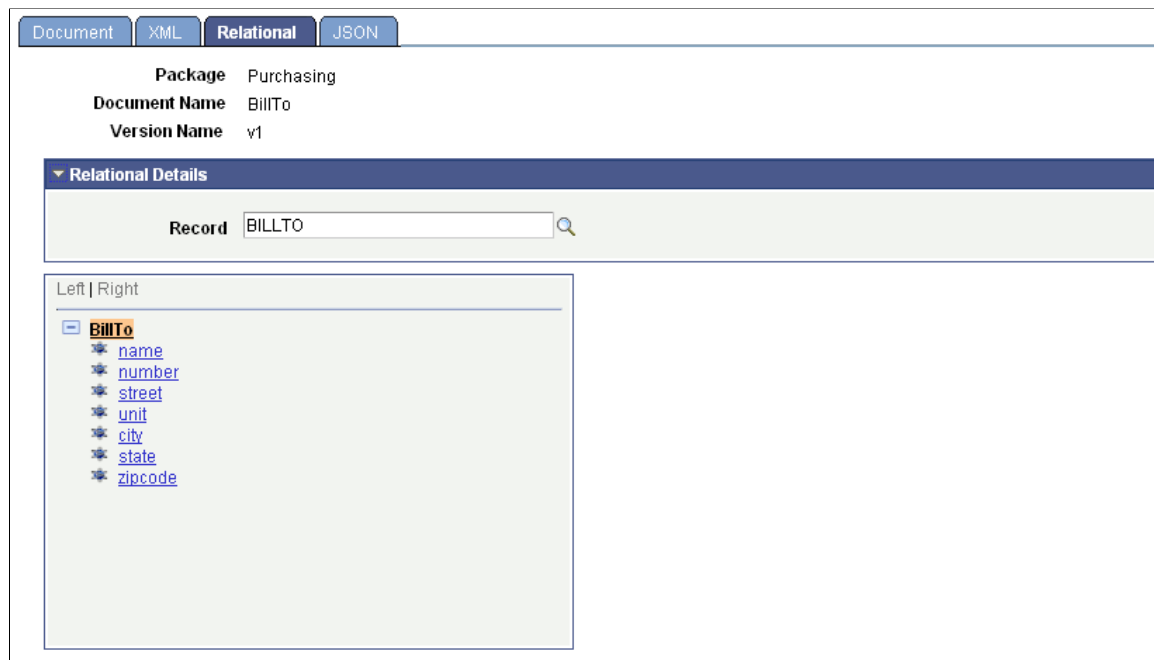 Document XML Relational JSON
Package Purchasing
Document Name BillTo
Version Name v1
Relational Details
Record BILLTO
Left | Right
BillTo
name
number
street
unit
city
state
zipcode